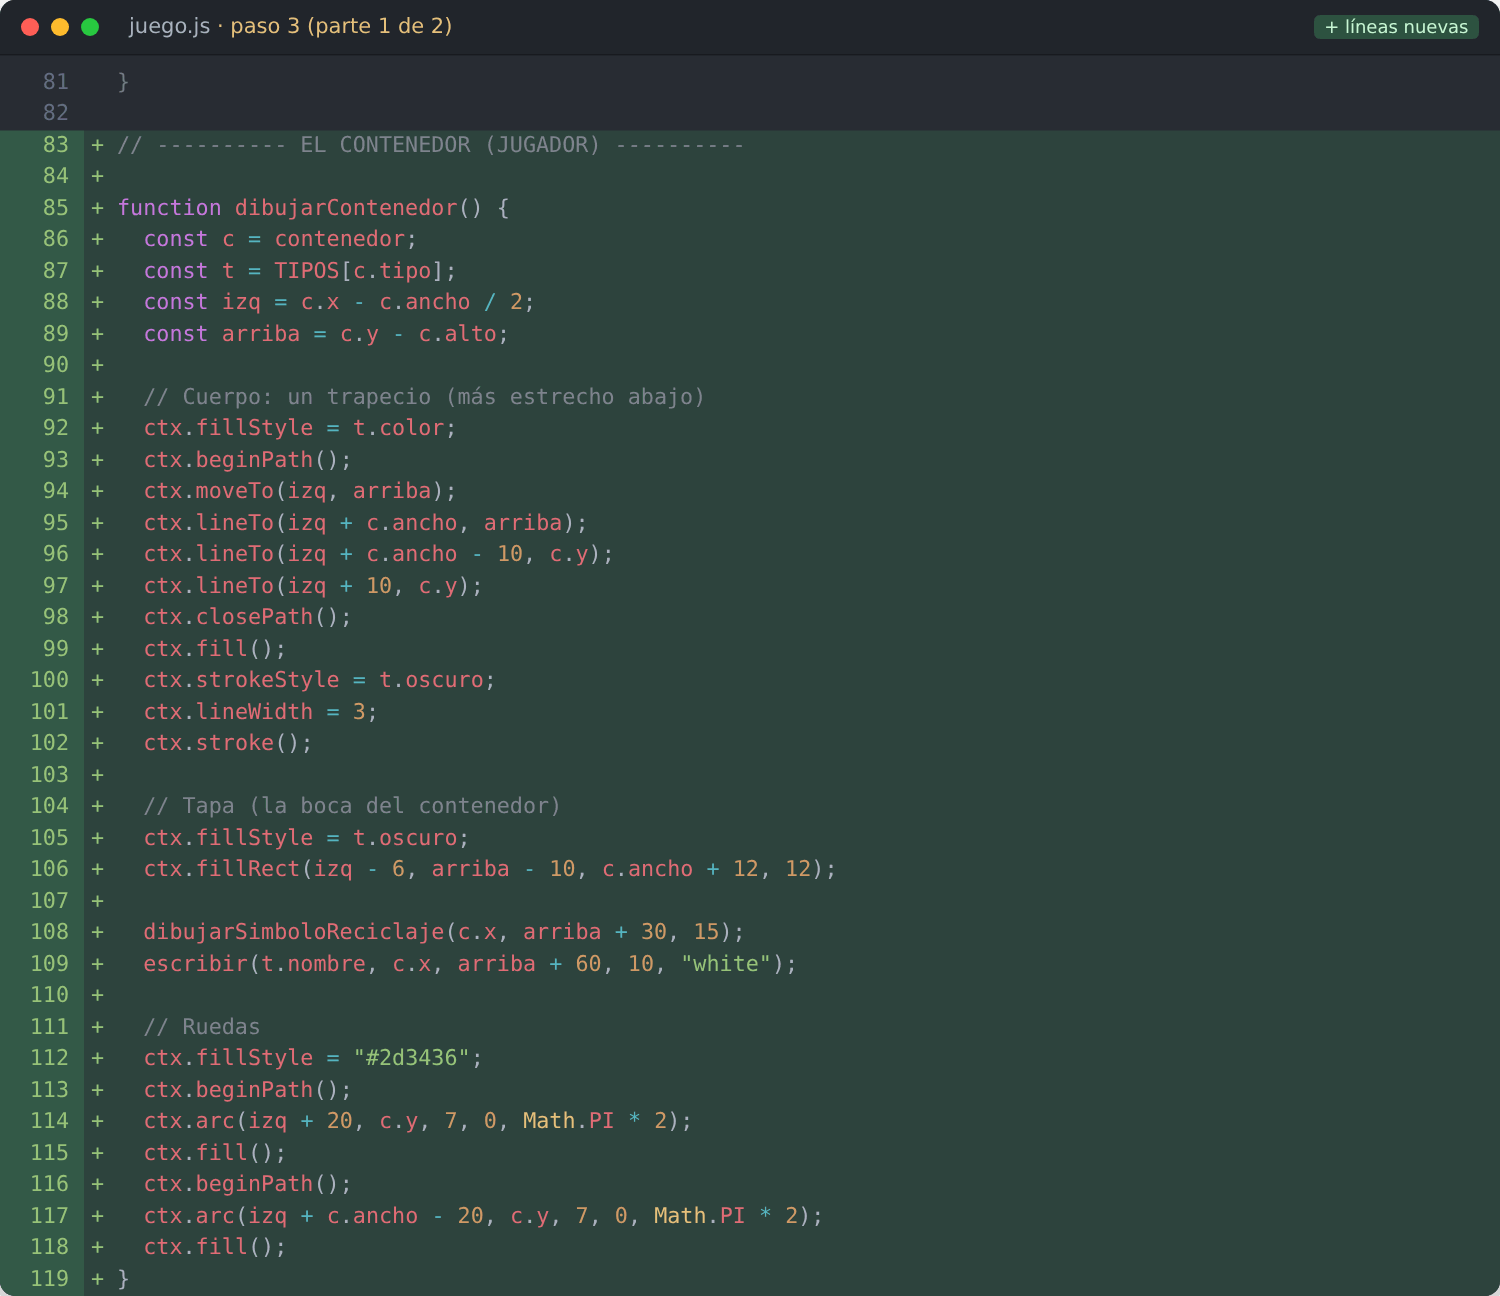 juego.js · paso 3 (parte 1 de 2)
+ líneas nuevas
81 }
82
83 + // ---------- EL CONTENEDOR (JUGADOR) ----------
84 +
85 + function dibujarContenedor() {
86 +   const c = contenedor;
87 +   const t = TIPOS[c.tipo];
88 +   const izq = c.x - c.ancho / 2;
89 +   const arriba = c.y - c.alto;
90 +
91 +   // Cuerpo: un trapecio (más estrecho abajo)
92 +   ctx.fillStyle = t.color;
93 +   ctx.beginPath();
94 +   ctx.moveTo(izq, arriba);
95 +   ctx.lineTo(izq + c.ancho, arriba);
96 +   ctx.lineTo(izq + c.ancho - 10, c.y);
97 +   ctx.lineTo(izq + 10, c.y);
98 +   ctx.closePath();
99 +   ctx.fill();
100 +   ctx.strokeStyle = t.oscuro;
101 +   ctx.lineWidth = 3;
102 +   ctx.stroke();
103 +
104 +   // Tapa (la boca del contenedor)
105 +   ctx.fillStyle = t.oscuro;
106 +   ctx.fillRect(izq - 6, arriba - 10, c.ancho + 12, 12);
107 +
108 +   dibujarSimboloReciclaje(c.x, arriba + 30, 15);
109 +   escribir(t.nombre, c.x, arriba + 60, 10, "white");
110 +
111 +   // Ruedas
112 +   ctx.fillStyle = "#2d3436";
113 +   ctx.beginPath();
114 +   ctx.arc(izq + 20, c.y, 7, 0, Math.PI * 2);
115 +   ctx.fill();
116 +   ctx.beginPath();
117 +   ctx.arc(izq + c.ancho - 20, c.y, 7, 0, Math.PI * 2);
118 +   ctx.fill();
119 + }